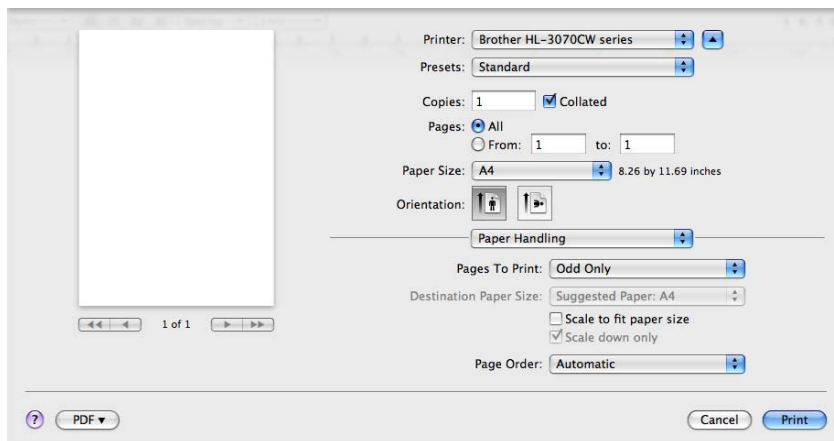 Printer: Brother HL-3070CW series
Presets: Standard
Copies: 1 Collated
Pages: All
From: 1 to: 1
Paper Size: A4 8.26 by 11.69 inches
Orientation:
Paper Handling
Pages To Print: Odd Only
Destination Paper Size: Suggested Paper: A4
Scale to fit paper size
Scale down only
Page Order: Automatic
1 of 1
? PDF ▼ Cancel Print